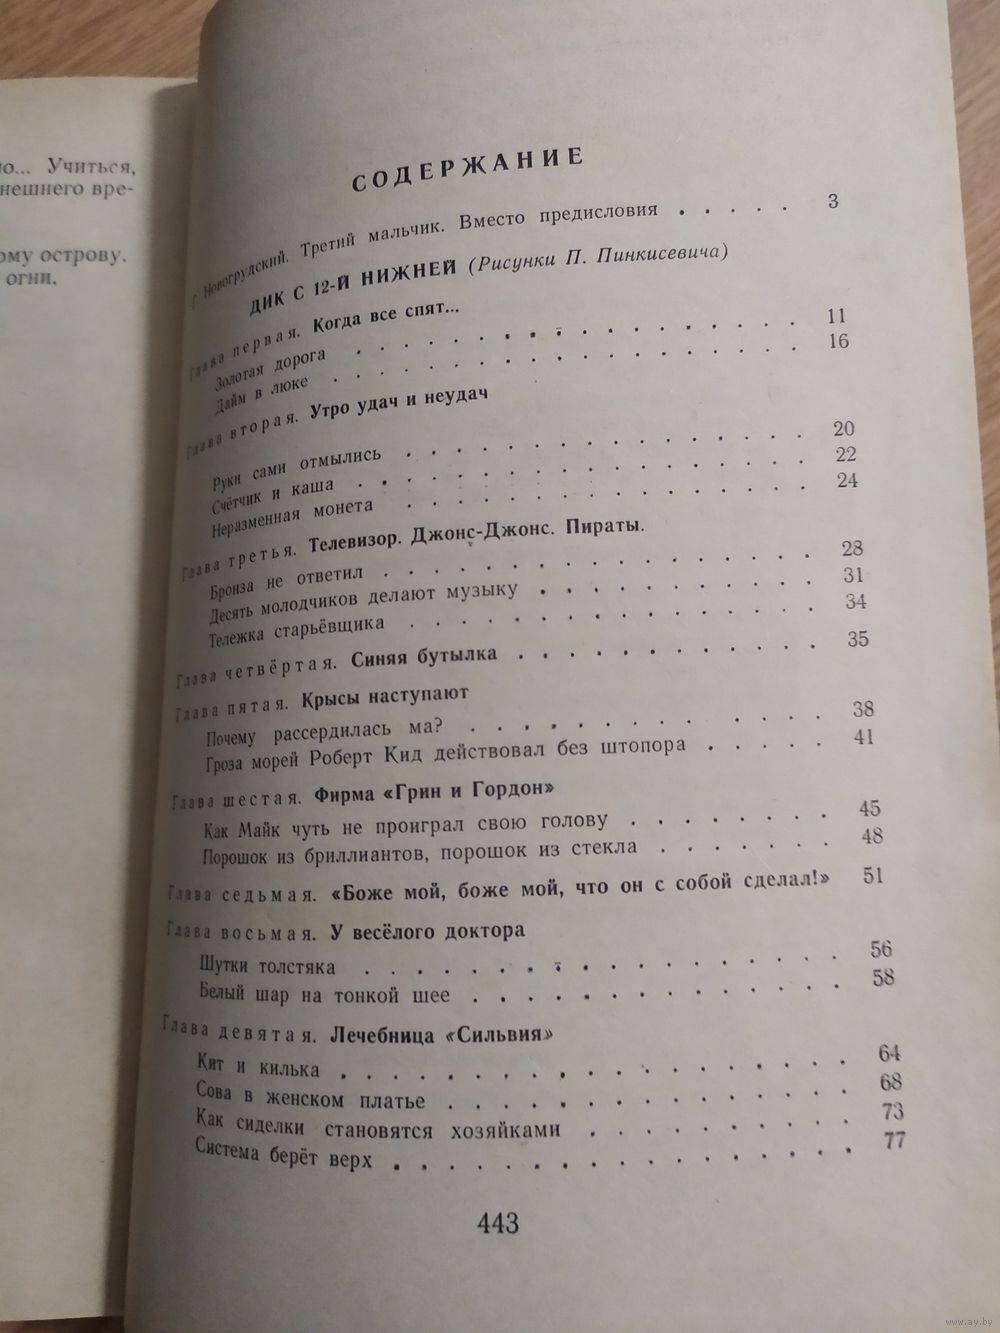 ю... Учиться,
нешнего вре-
ому острову.
огни.
СОДЕРЖАНИЕ
Г. Новогрудский. Третий мальчик. Вместо предисловия . . . . . 3
ДИК С 12-Й НИЖНЕЙ (Рисунки П. Пинкисевича)
Глава первая. Когда все спят...
Золотая дорога . . . . . . . . . . . . . . . . 11
Дайм в люке . . . . . . . . . . . . . . . . . 16
Глава вторая. Утро удач и неудач
Руки сами отмылись . . . . . . . . . . . . . . 20
Счётчик и каша . . . . . . . . . . . . . . . . 22
Неразменная монета . . . . . . . . . . . . . . 24
Глава третья. Телевизор. Джонс-Джонс. Пираты.
Бронза не ответил . . . . . . . . . . . . . . . 28
Десять молодчиков делают музыку . . . . . . . . . . 31
Тележка старьёвщика . . . . . . . . . . . . . . 34
Глава четвёртая. Синяя бутылка . . . . . . . . . . . 35
Глава пятая. Крысы наступают
Почему рассердилась ма? . . . . . . . . . . . . . 38
Гроза морей Роберт Кид действовал без штопора . . . . . 41
Глава шестая. Фирма «Грин и Гордон»
Как Майк чуть не проиграл свою голову . . . . . . . . 45
Порошок из бриллиантов, порошок из стекла . . . . . . . 48
Глава седьмая. «Боже мой, боже мой, что он с собой сделал!» 51
Глава восьмая. У весёлого доктора
Шутки толстяка . . . . . . . . . . . . . . . . 56
Белый шар на тонкой шее . . . . . . . . . . . . . 58
Глава девятая. Лечебница «Сильвия»
Кит и килька . . . . . . . . . . . . . . . . . 64
Сова в женском платье . . . . . . . . . . . . . . 68
Как сиделки становятся хозяйками . . . . . . . . . . 73
Система берёт верх . . . . . . . . . . . . . . . 77
443
www.ay.by